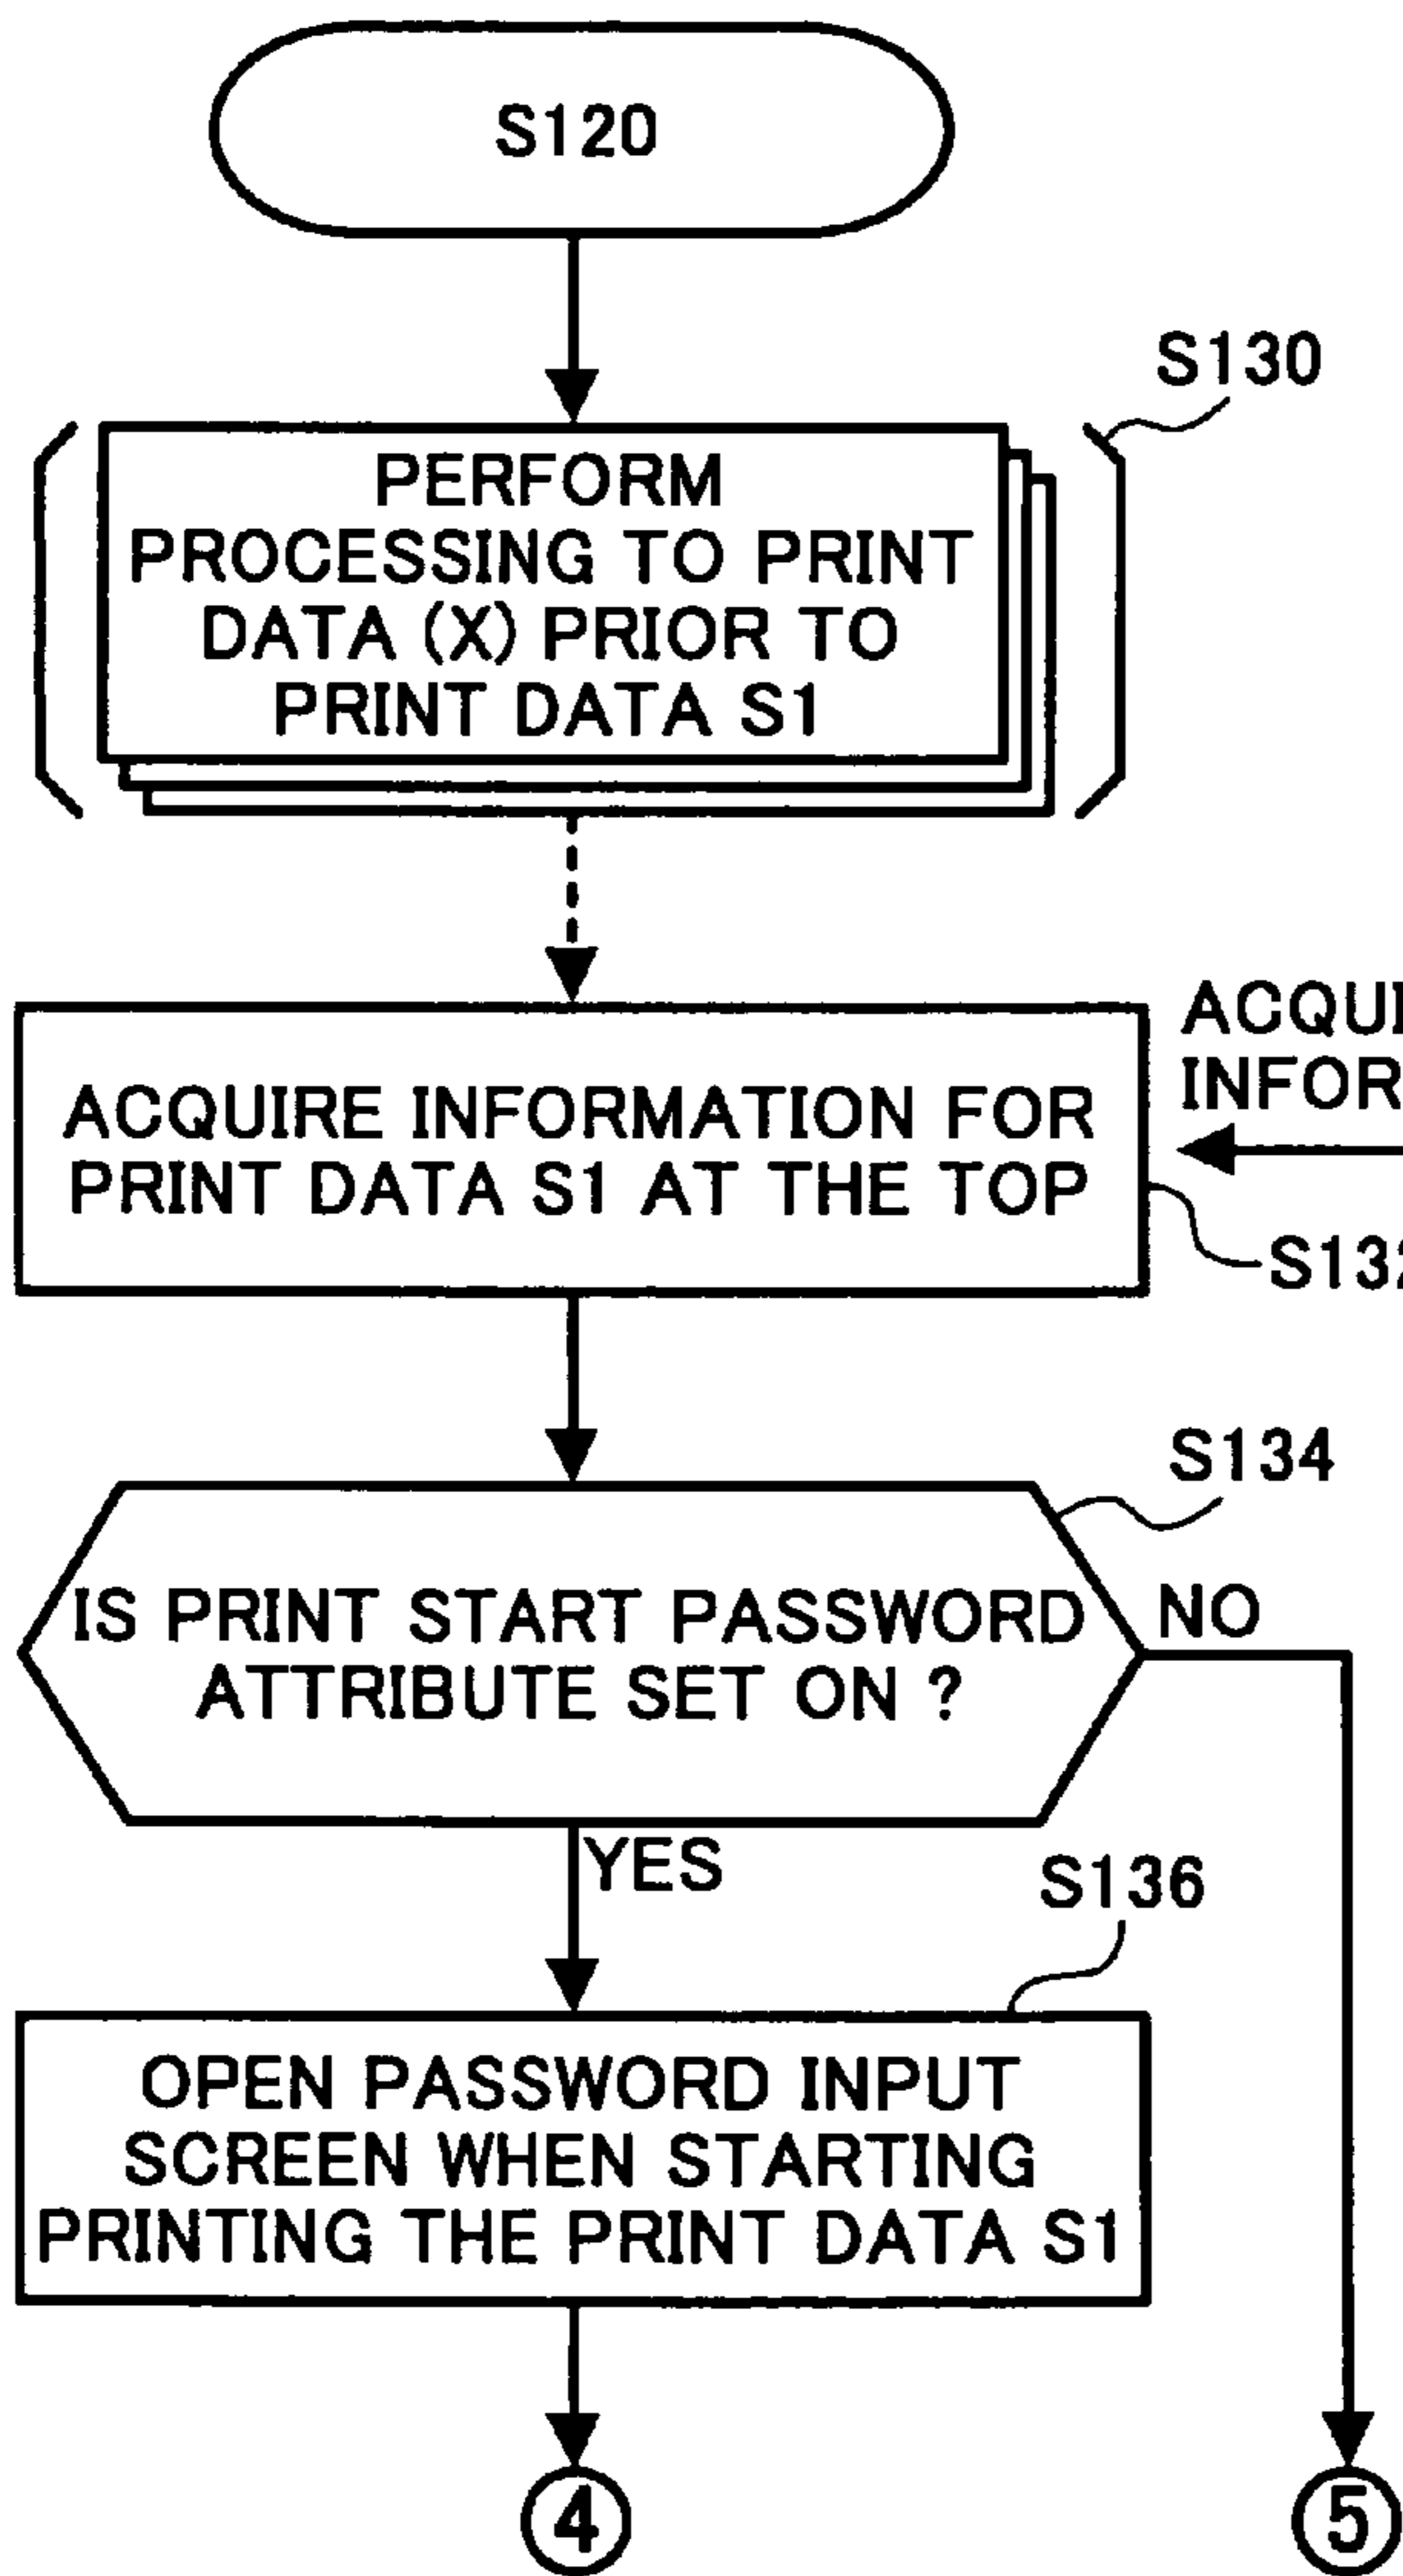 S120
S130
PERFORM
PROCESSING TO PRINT
DATA (X) PRIOR TO
PRINT DATA S1
ACQUIRE INFORMATION FOR
PRINT DATA S1 AT THE TOP
S132
S134
IS PRINT START PASSWORD
ATTRIBUTE SET ON ?
NO
YES
S136
OPEN PASSWORD INPUT
SCREEN WHEN STARTING
PRINTING THE PRINT DATA S1
4
5